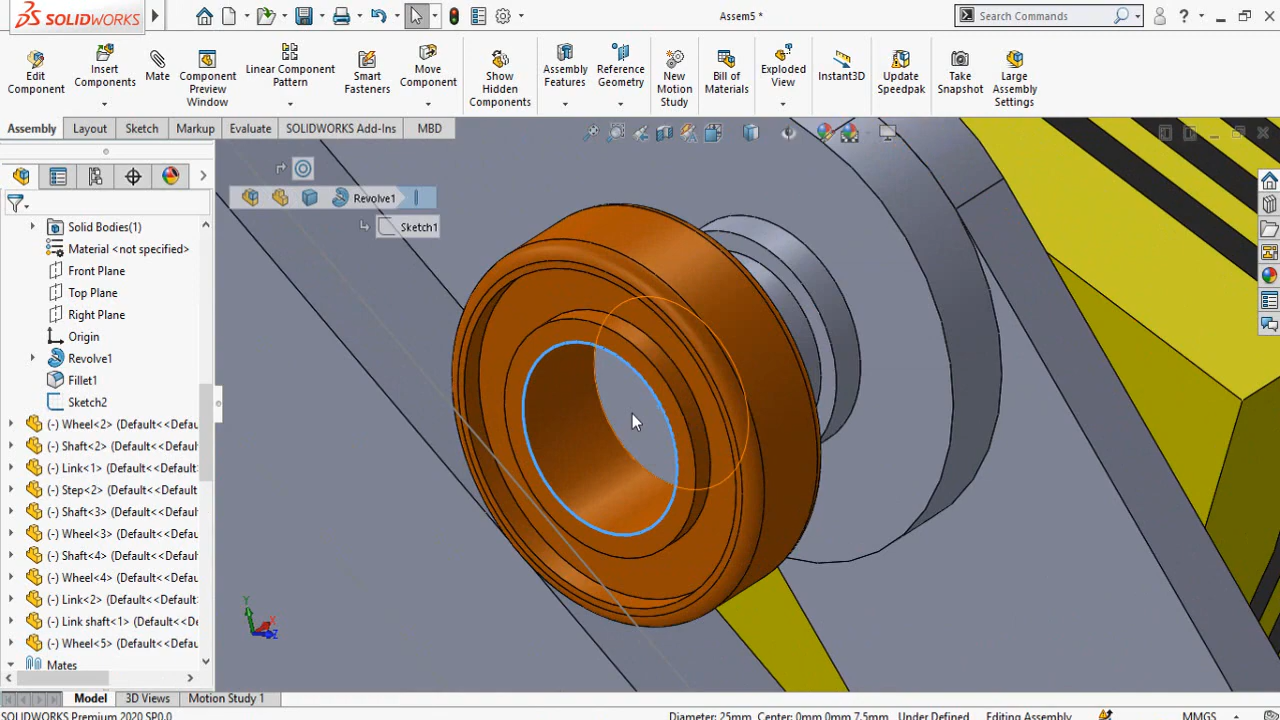 SOLIDWORKS
Assem5 *
Search Commands
?
Edit Component
Insert Components
Mate
Component Preview Window
Linear Component Pattern
Smart Fasteners
Move Component
Show Hidden Components
Assembly Features
Reference Geometry
New Motion Study
Bill of Materials
Exploded View
Instant3D
Update Speedpak
Take Snapshot
Large Assembly Settings
Assembly
Layout
Sketch
Markup
Evaluate
SOLIDWORKS Add-Ins
MBD
Revolve1
Sketch1
Solid Bodies(1)
Material <not specified>
Front Plane
Top Plane
Right Plane
Origin
Revolve1
Fillet1
Sketch2
(-) Wheel<2> (Default<<Defau
(-) Shaft<2> (Default<<Defau
(-) Link<1> (Default<<Defaul
(-) Step<2> (Default<<Defaul
(-) Shaft<3> (Default<<Defau
(-) Wheel<3> (Default<<Defau
(-) Shaft<4> (Default<<Defau
(-) Wheel<4> (Default<<Defau
(-) Link<2> (Default<<Defaul
(-) Link shaft<1> (Default<<De
(-) Wheel<5> (Default<<Defau
Mates
Y
X
Z
Model
3D Views
Motion Study 1
SOLIDWORKS Premium 2020 SP0.0
Diameter: 25mm Center: 0mm 0mm 7.5mm
Under Defined
Editing Assembly
MMGS